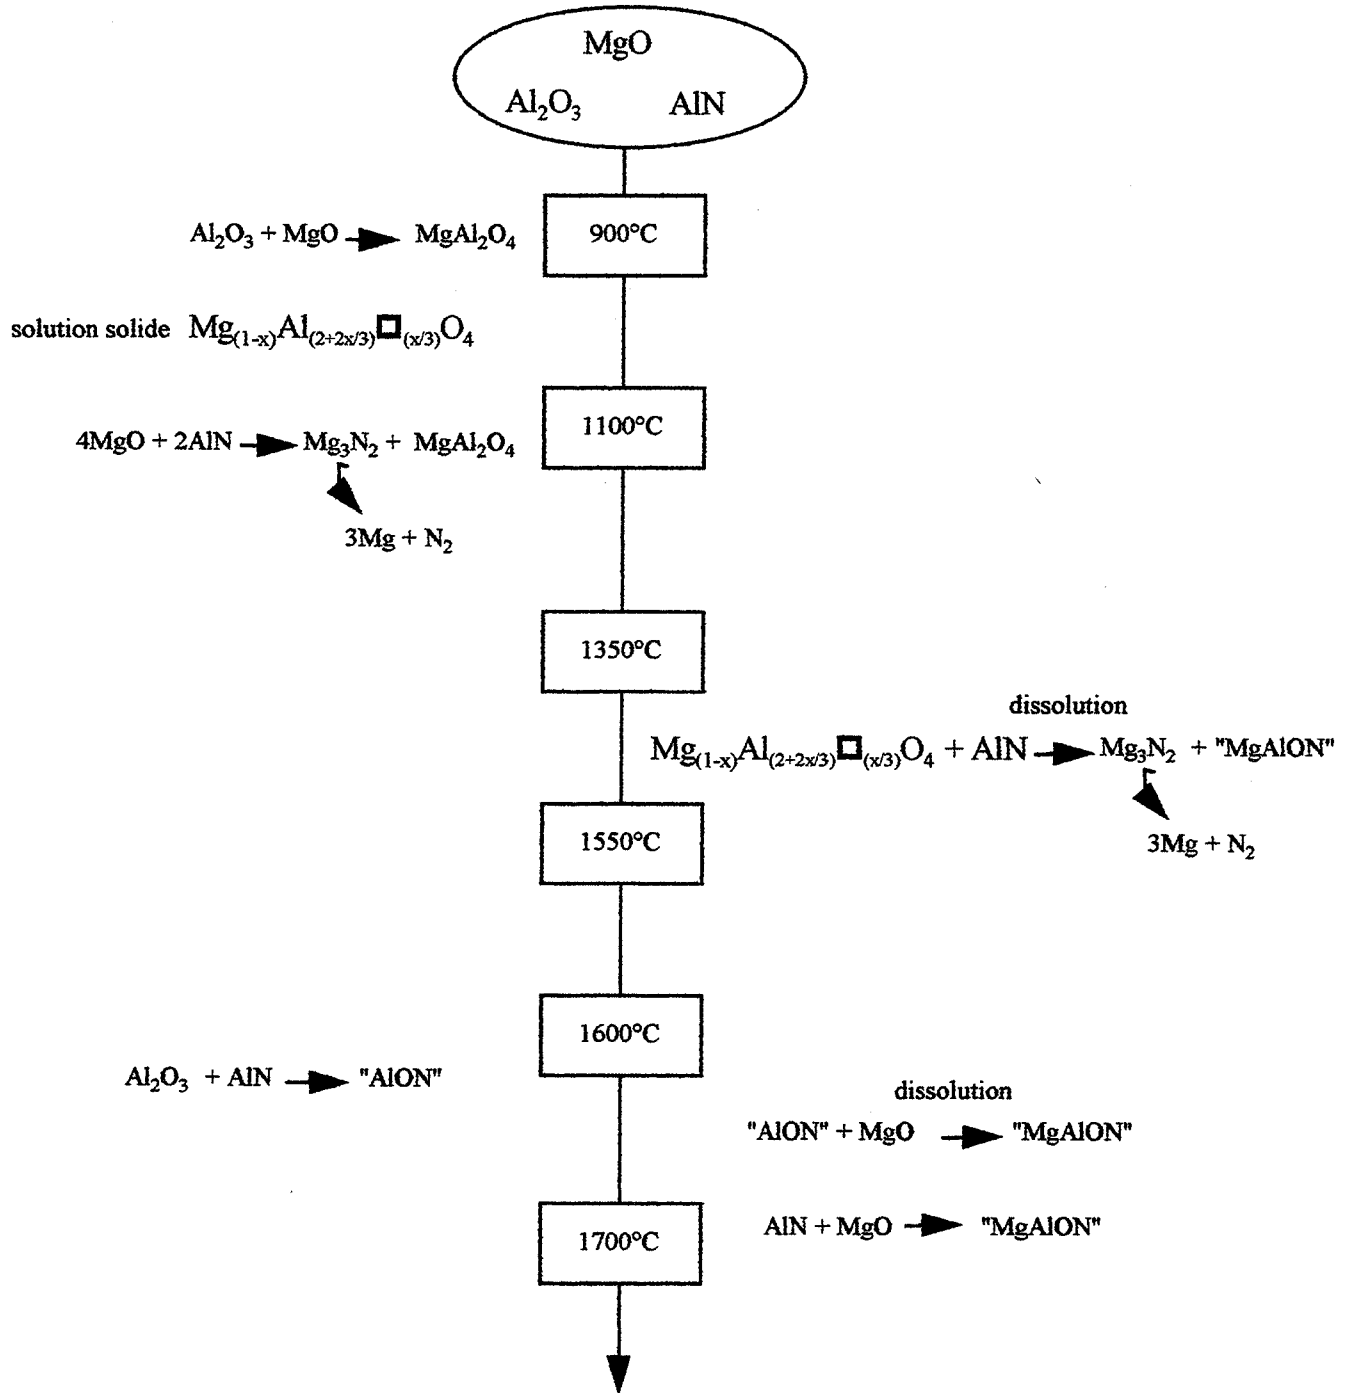 MgO
Al₂O₃ AlN
Al₂O₃ + MgO → MgAl₂O₄
900°C
solution solide Mg₍₁₋ₓ₎Al₍₂₊₂ₓ/₃₎□₍ₓ/₃₎O₄
1100°C
4MgO + 2AlN → Mg₃N₂ + MgAl₂O₄
3Mg + N₂
1350°C
dissolution
Mg₍₁₋ₓ₎Al₍₂₊₂ₓ/₃₎□₍ₓ/₃₎O₄ + AlN → Mg₃N₂ + "MgAlON"
3Mg + N₂
1550°C
1600°C
Al₂O₃ + AlN → "AlON"
dissolution
"AlON" + MgO → "MgAlON"
AlN + MgO → "MgAlON"
1700°C